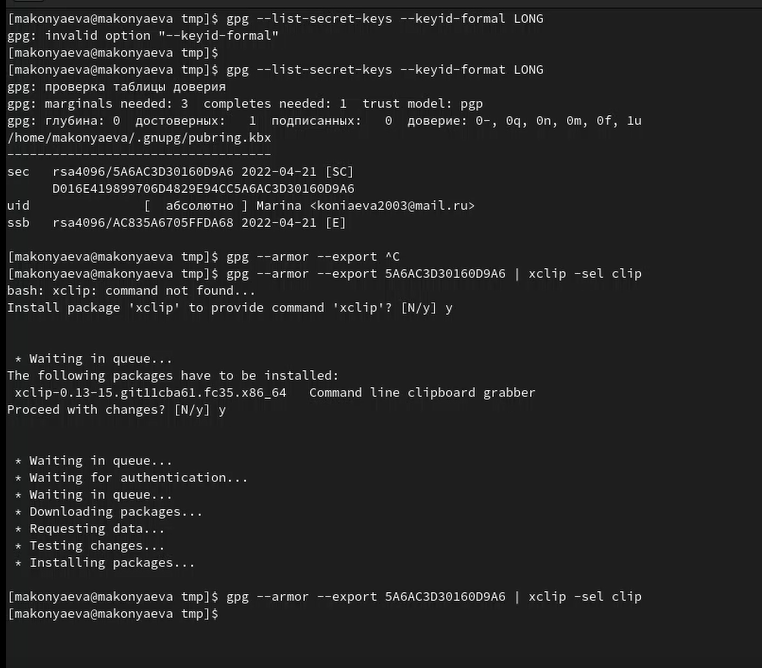 [makonyaeva@makonyaeva tmp]$ gpg --list-secret-keys --keyid-formal LONG
gpg: invalid option "--keyid-formal"
[makonyaeva@makonyaeva tmp]$
[makonyaeva@makonyaeva tmp]$ gpg --list-secret-keys --keyid-format LONG
gpg: проверка таблицы доверия
gpg: marginals needed: 3  completes needed: 1  trust model: pgp
gpg: глубина: 0  достоверных:   1  подписанных:   0  доверие: 0-, 0q, 0n, 0m, 0f, 1u
/home/makonyaeva/.gnupg/pubring.kbx
-----------------------------------
sec   rsa4096/5A6AC3D30160D9A6 2022-04-21 [SC]
      D016E419899706D4829E94CC5A6AC3D30160D9A6
uid                 [  абсолютно ] Marina <koniaeva2003@mail.ru>
ssb   rsa4096/AC835A6705FFDA68 2022-04-21 [E]
[makonyaeva@makonyaeva tmp]$ gpg --armor --export ^C
[makonyaeva@makonyaeva tmp]$ gpg --armor --export 5A6AC3D30160D9A6 | xclip -sel clip
bash: xclip: command not found...
Install package 'xclip' to provide command 'xclip'? [N/y] y
 * Waiting in queue...
The following packages have to be installed:
 xclip-0.13-15.git11cba61.fc35.x86_64   Command line clipboard grabber
Proceed with changes? [N/y] y
 * Waiting in queue...
 * Waiting for authentication...
 * Waiting in queue...
 * Downloading packages...
 * Requesting data...
 * Testing changes...
 * Installing packages...
[makonyaeva@makonyaeva tmp]$ gpg --armor --export 5A6AC3D30160D9A6 | xclip -sel clip
[makonyaeva@makonyaeva tmp]$